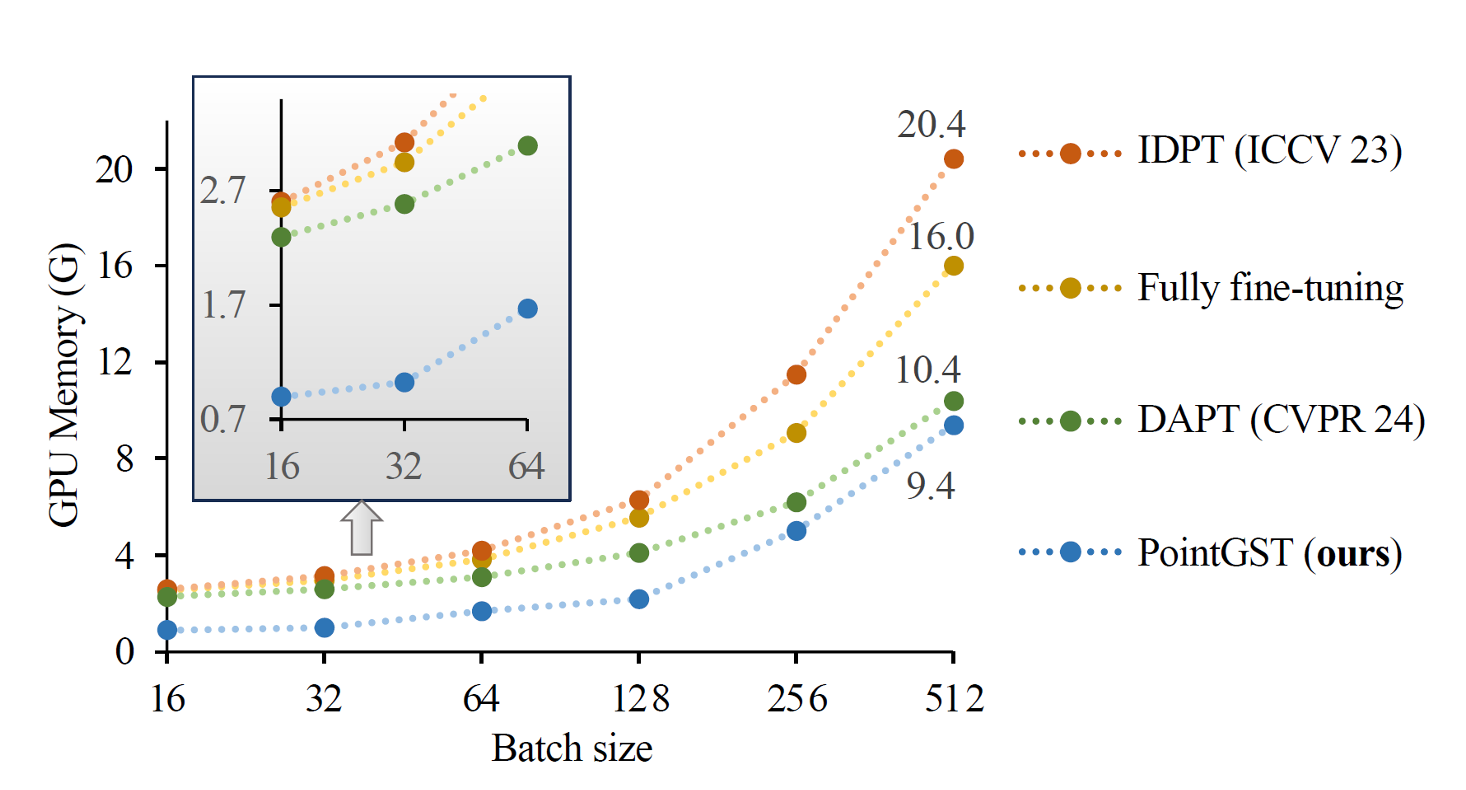 20.4
IDPT (ICCV 23)
20
2.7
16.0
16
Fully fine-tuning
1.7
12
10.4
DAPT (CVPR 24)
0.7
8
16 32 64
9.4
GPU Memory (G)
4
PointGST (ours)
0
16 32 64 128 256 512
Batch size